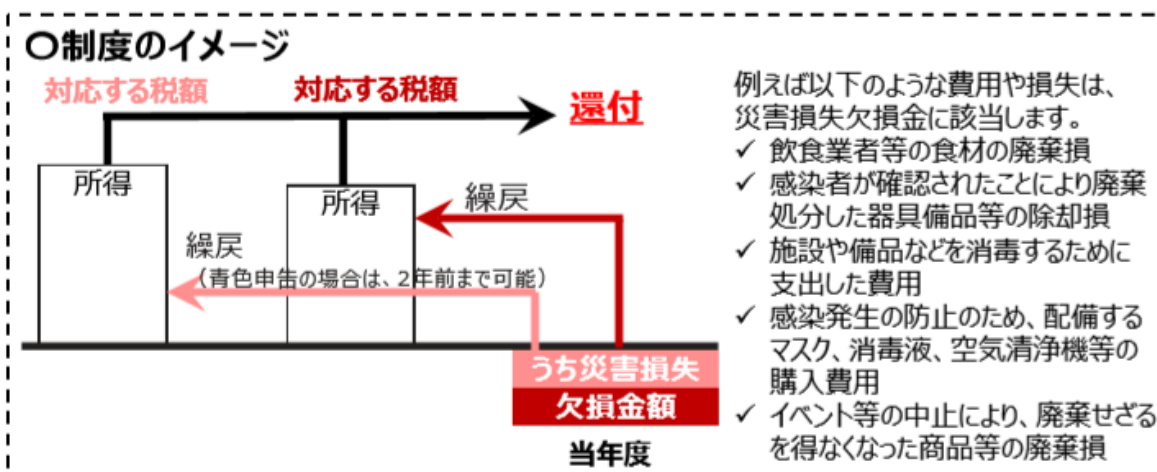 〇制度のイメージ
対応する税額
対応する税額
還付
所得
所得
繰戻
繰戻
（青色申告の場合は、2年前まで可能）
うち災害損失
欠損金額
当年度
例えば以下のような費用や損失は、
災害損失欠損金に該当します。
✓ 飲食業者等の食材の廃棄損
✓ 感染者が確認されたことにより廃棄
処分した器具備品等の除却損
✓ 施設や備品などを消毒するために
支出した費用
✓ 感染発生の防止のため、配備する
マスク、消毒液、空気清浄機等の
購入費用
✓ イベント等の中止により、廃棄せざる
を得なくなった商品等の廃棄損